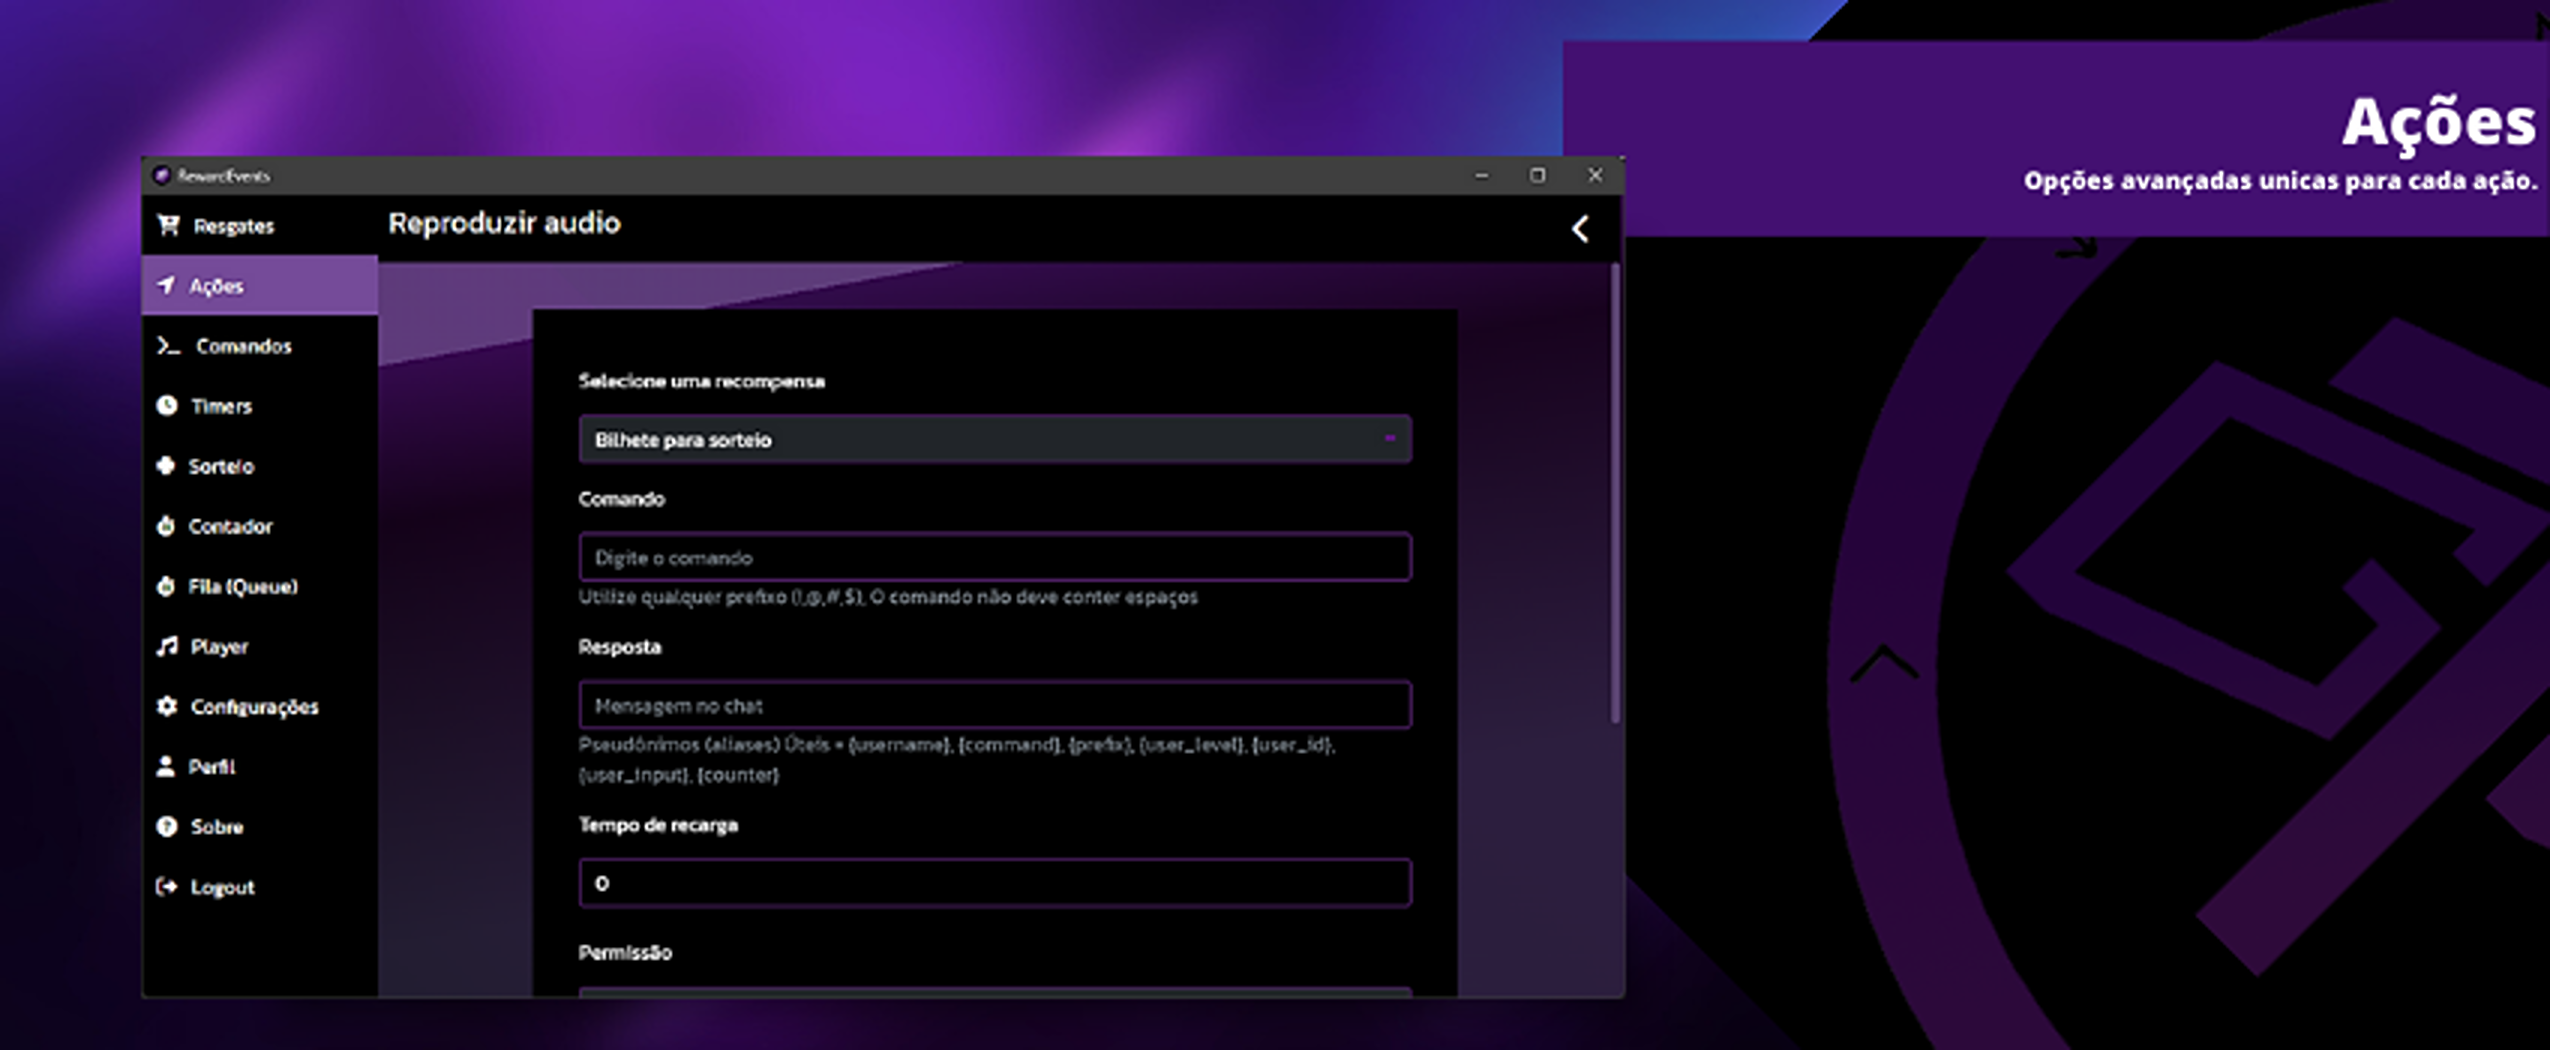 Ações
Opções avançadas unicas para cada ação.
RewardEvents
Resgates
Ações
Comandos
Timers
Sorteio
Contador
Fila (Queue)
Player
Configurações
Perfil
Sobre
Logout
Reproduzir audio
Selecione uma recompensa
Bilhete para sorteio
Comando
Digite o comando
Utilize qualquer prefixo (!,@,#,$), O comando não deve conter espaços
Resposta
Mensagem no chat
Pseudônimos (aliases) Úteis = {username}, {command}, {prefix}, {user_level}, {user_id},
{user_input}, {counter}
Tempo de recarga
0
Permissão